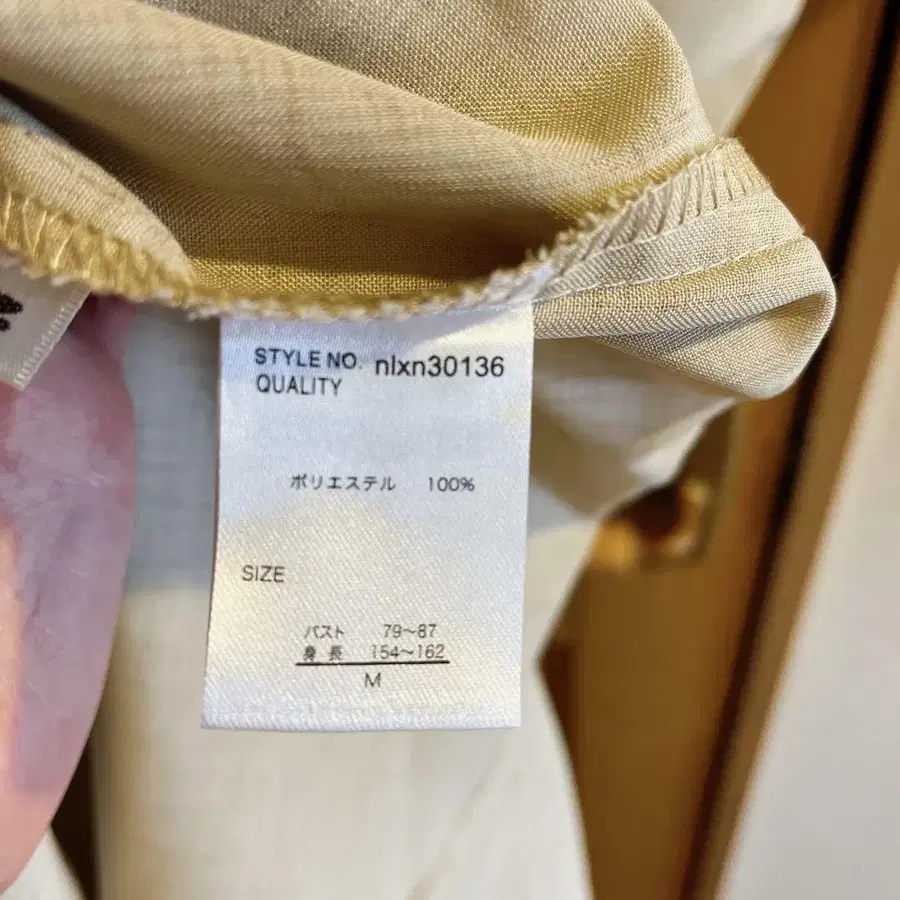 STYLE NO. nlxn30136
QUALITY
ポリエステル 100%
SIZE
バスト 79~87
身長 154~162
M